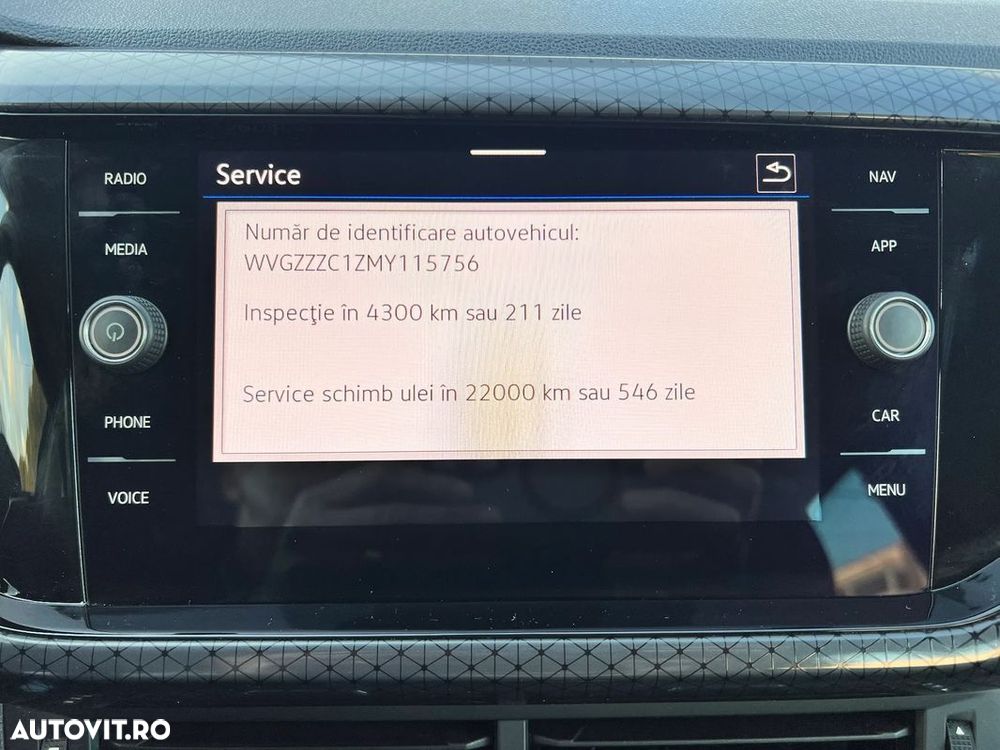 RADIO
MEDIA
PHONE
VOICE
Service
Număr de identificare autovehicul:
WVGZZZC1ZMY115756
Inspecţie în 4300 km sau 211 zile
Service schimb ulei în 22000 km sau 546 zile
NAV
APP
CAR
MENU
AUTOVIT.RO